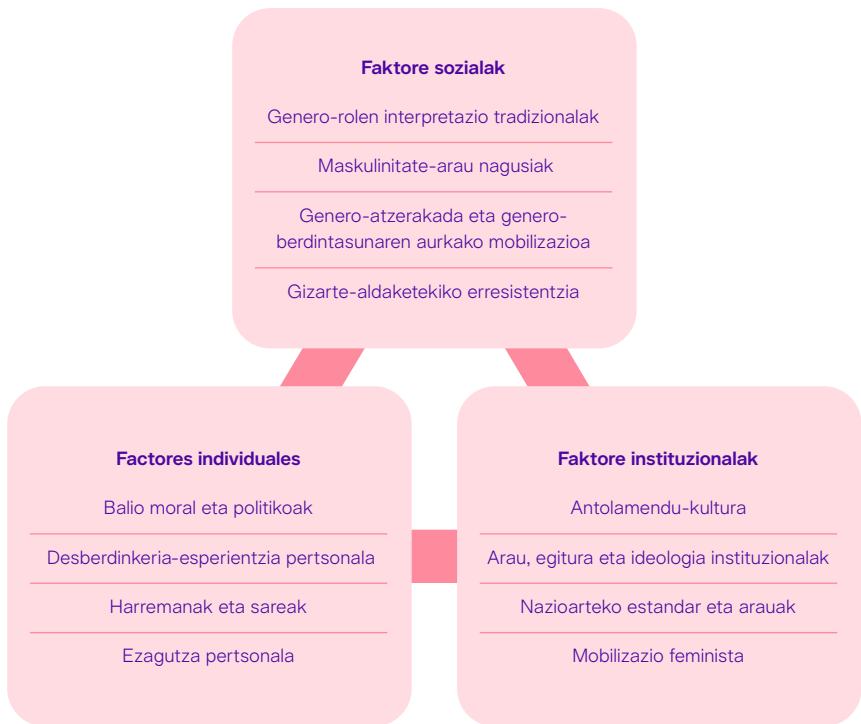 Faktore sozialak
Genero-rolen interpretazio tradizionalak
Maskulinitate-arau nagusiak
Genero-atzerakada eta genero-
berdintasunaren aurkako mobilizazioa
Gizarte-aldaketekiko erresistentzia
Factores individuales
Balio moral eta politikoak
Desberdinkeria-esperientzia pertsonala
Harremanak eta sareak
Ezagutza pertsonala
Faktore instituzionalak
Antolamendu-kultura
Arau, egitura eta ideologia instituzionalak
Nazioarteko estandar eta arauak
Mobilizazio feminista